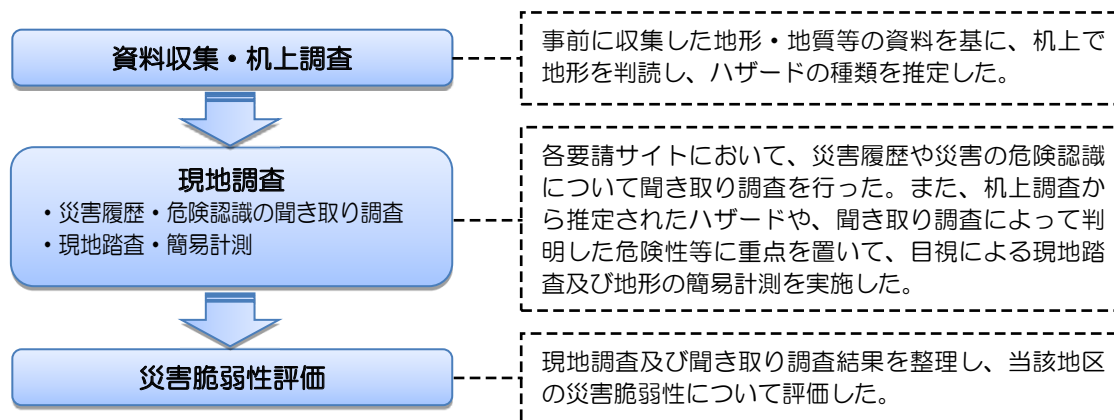 資料収集・机上調査
事前に収集した地形・地質等の資料を基に、机上で
地形を判読し、ハザードの種類を推定した。
現地調査
・災害履歴・危険認識の聞き取り調査
・現地踏査・簡易計測
各要請サイトにおいて、災害履歴や災害の危険認識
について聞き取り調査を行った。また、机上調査か
ら推定されたハザードや、聞き取り調査によって判
明した危険性等に重点を置いて、目視による現地踏
査及び地形の簡易計測を実施した。
災害脆弱性評価
現地調査及び聞き取り調査結果を整理し、当該地区
の災害脆弱性について評価した。